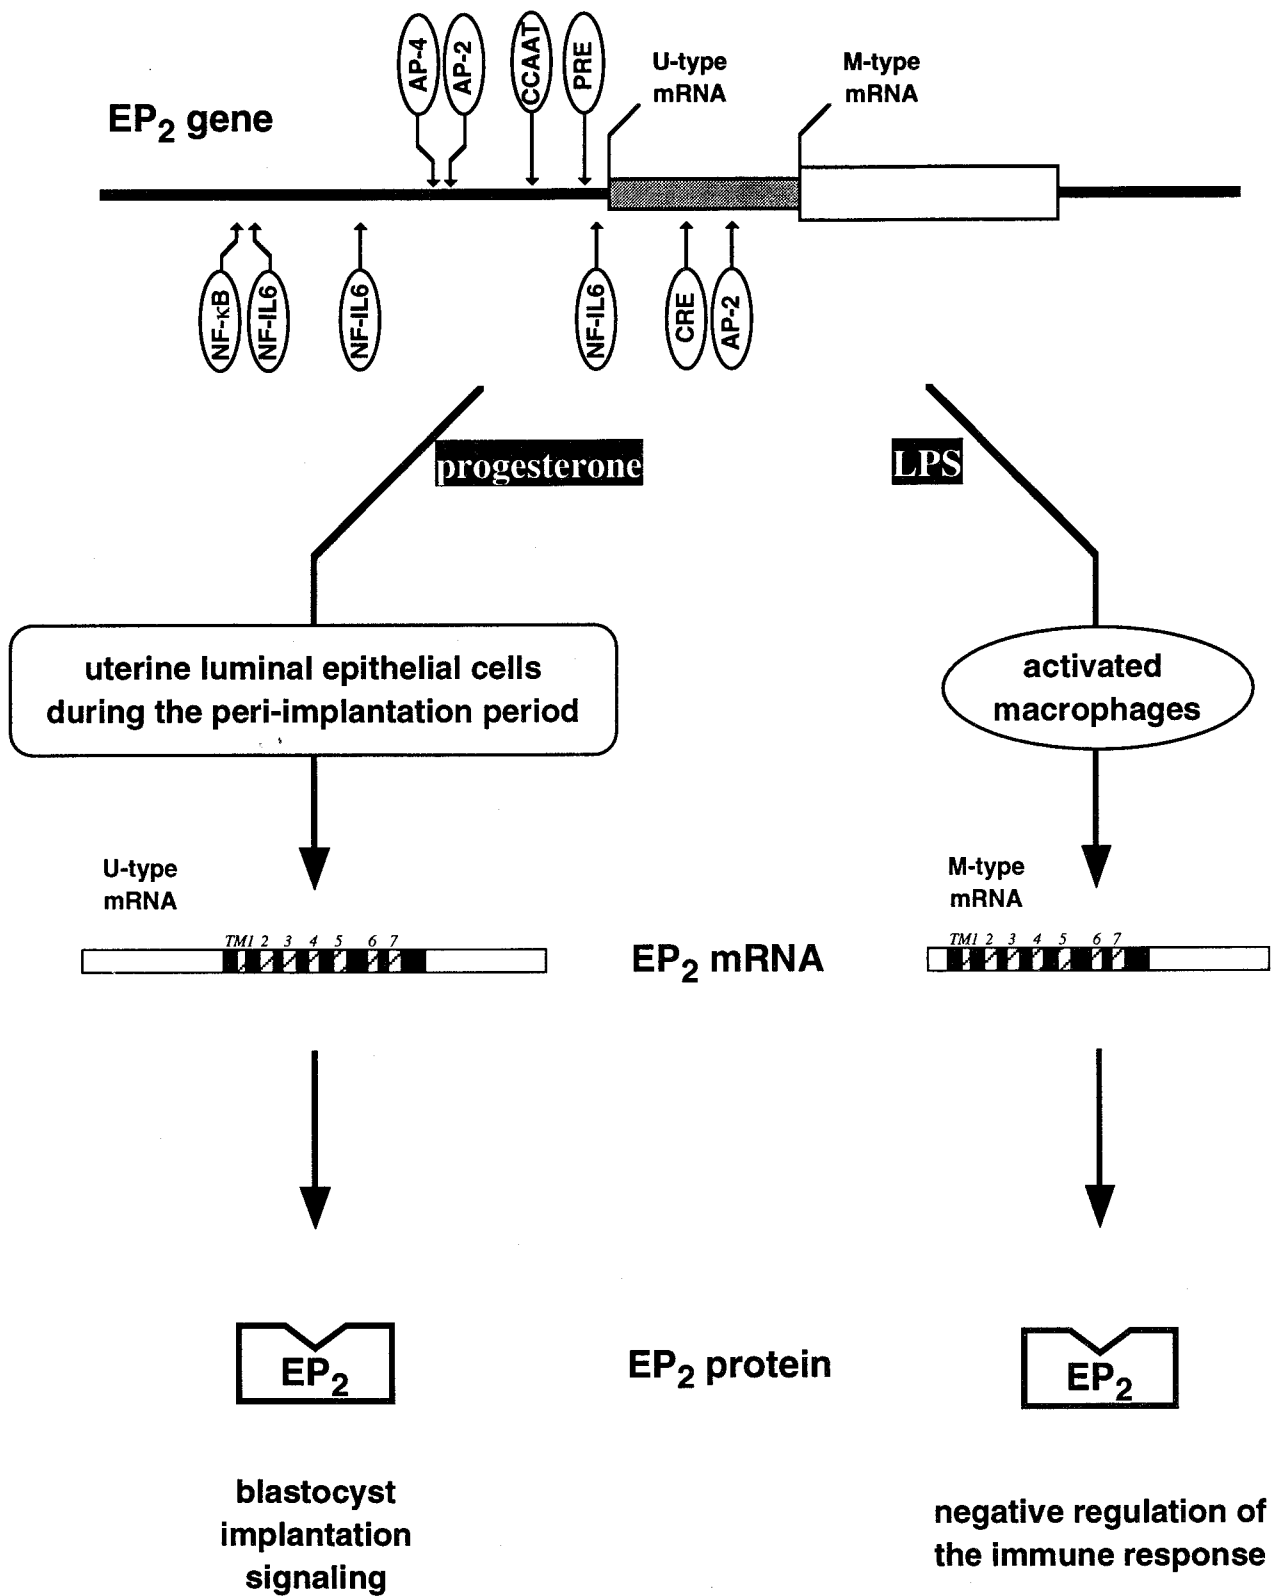 AP-4
AP-2
CCAAT
PRE
U-type
mRNA
M-type
mRNA
EP2 gene
NF-κB
NF-IL6
NF-IL6
NF-IL6
CRE
AP-2
progesterone
LPS
uterine luminal epithelial cells
during the peri-implantation period
activated
macrophages
U-type
mRNA
TM1 2 3 4 5 6 7
EP2 mRNA
M-type
mRNA
TM1 2 3 4 5 6 7
EP2
EP2 protein
EP2
blastocyst
implantation
signaling
negative regulation of
the immune response